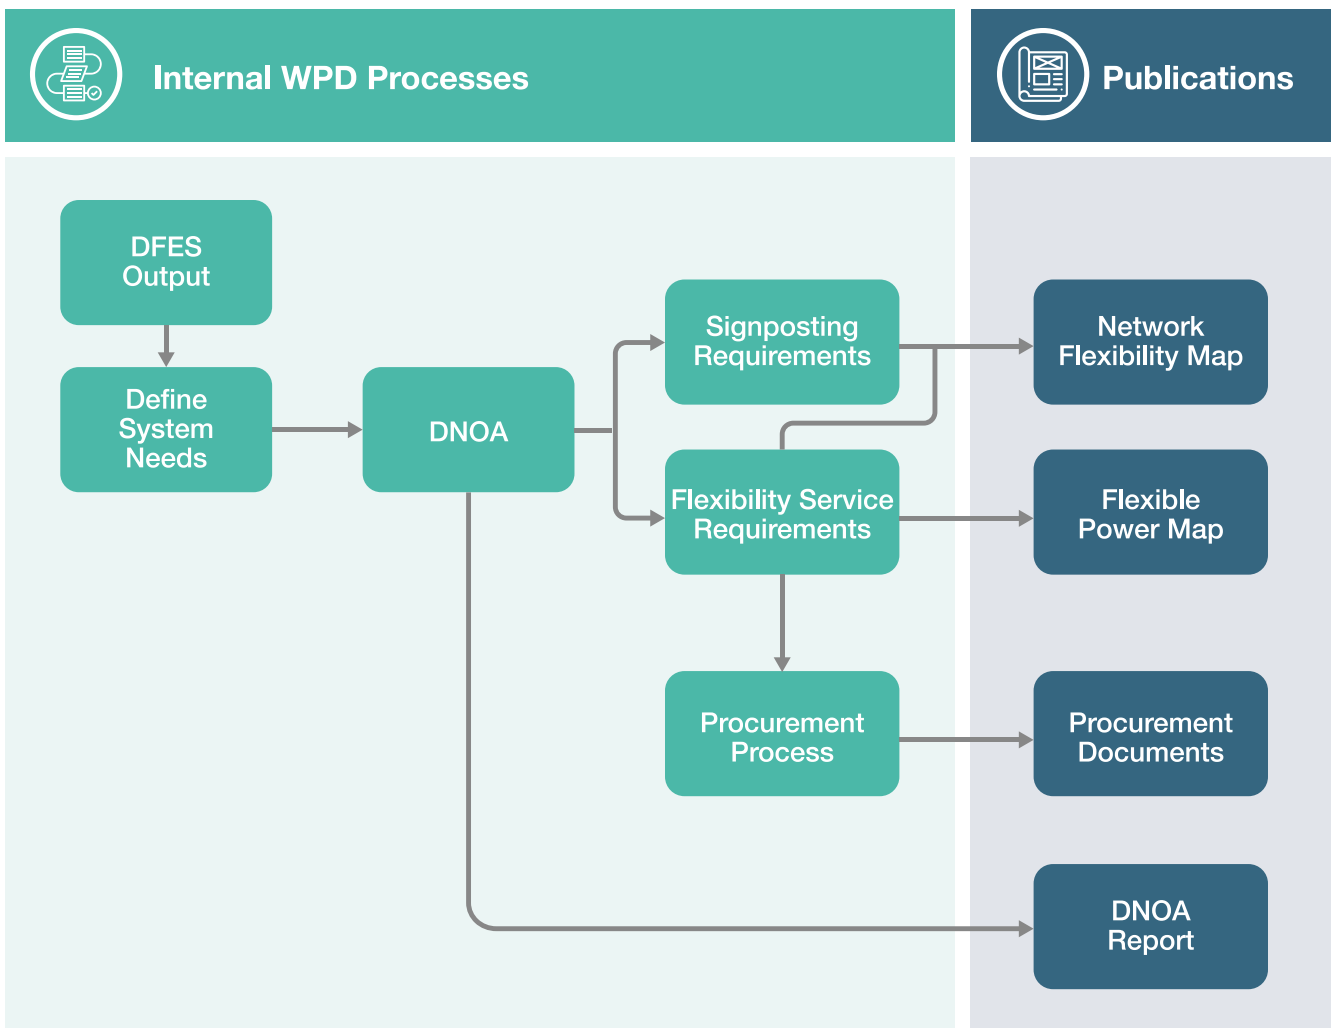 Internal WPD Processes
Publications
DFES
Output
Define
System
Needs
DNOA
Signposting
Requirements
Flexibility Service
Requirements
Procurement
Process
Network
Flexibility Map
Flexible
Power Map
Procurement
Documents
DNOA
Report